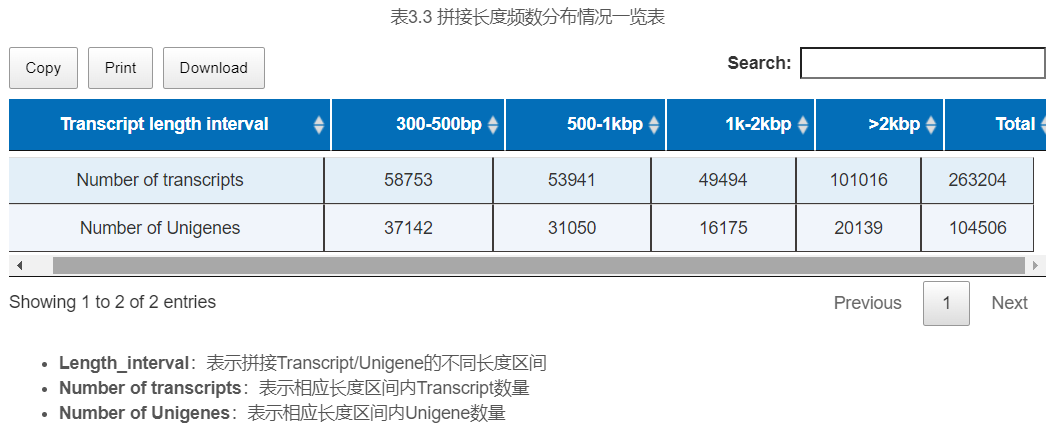 表3.3 拼接长度频数分布情况一览表
Copy Print Download Search:
Transcript length interval 300-500bp 500-1kbp 1k-2kbp >2kbp Total
Number of transcripts 58753 53941 49494 101016 263204
Number of Unigenes 37142 31050 16175 20139 104506
Showing 1 to 2 of 2 entries Previous 1 Next
• Length_interval：表示拼接Transcript/Unigene的不同长度区间
• Number of transcripts：表示相应长度区间内Transcript数量
• Number of Unigenes：表示相应长度区间内Unigene数量